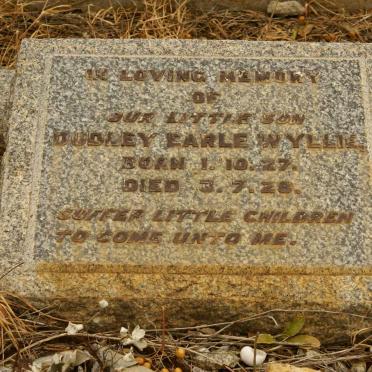 IN LOVING MEMORY
OF
OUR LITTLE SON
DUDLEY EARLE WYLLIE
BORN 1.10.27.
DIED 3.7.28.
SUFFER LITTLE CHILDREN
TO COME UNTO ME.